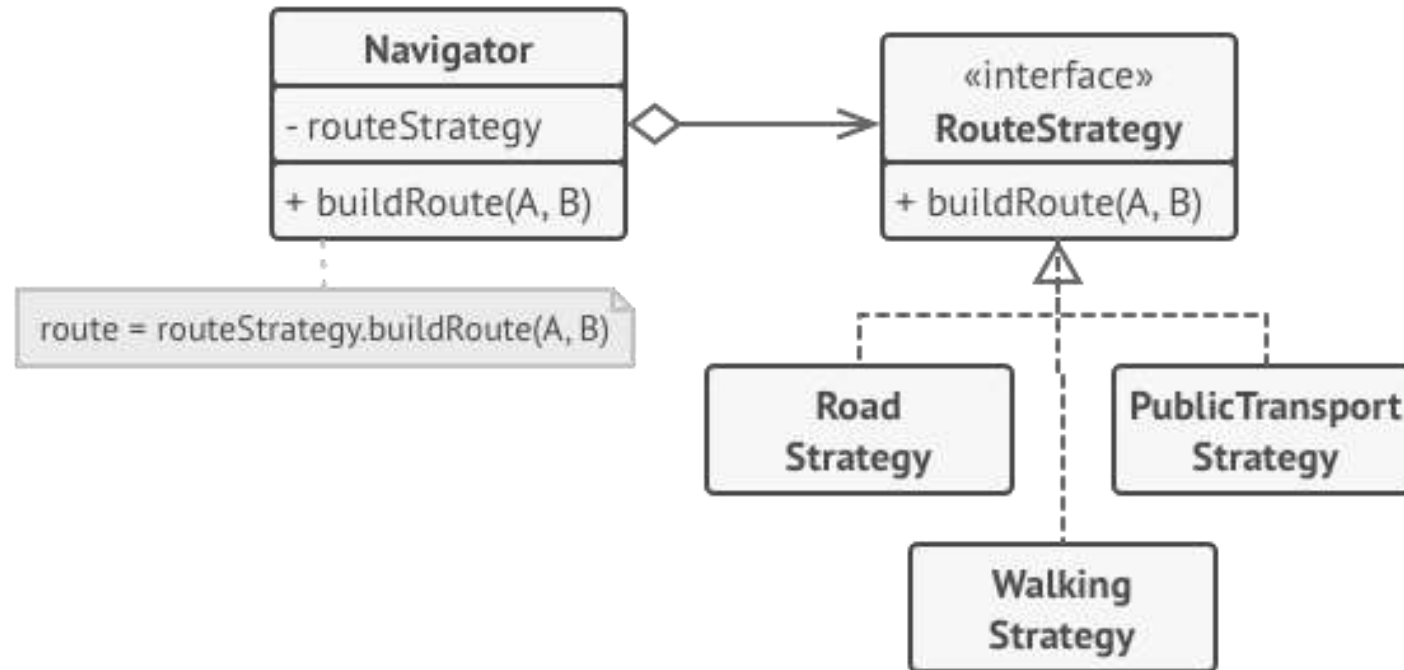 Navigator
- routeStrategy
+ buildRoute(A, B)
route = routeStrategy.buildRoute(A, B)
«interface»
RouteStrategy
+ buildRoute(A, B)
Road
Strategy
PublicTransport
Strategy
Walking
Strategy